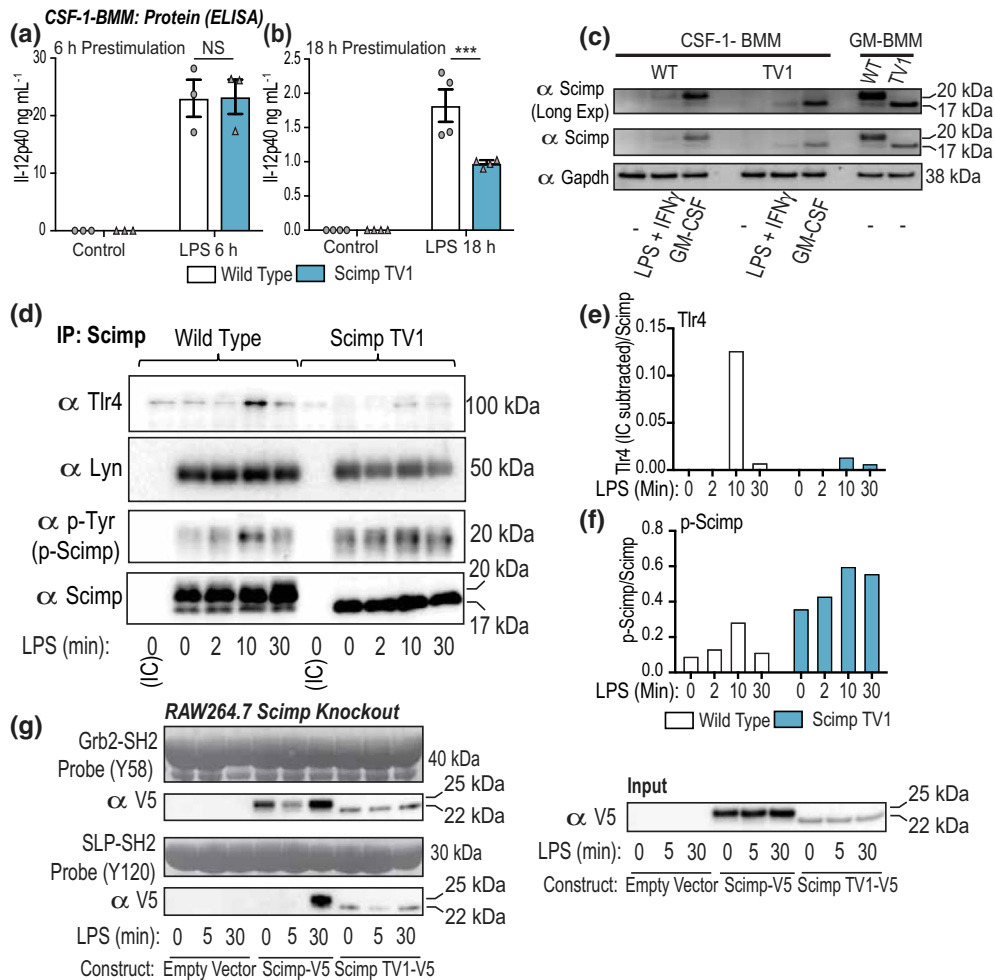 CSF-1-BMM: Protein (ELISA)
(a)
6 h Prestimulation
NS
Il-12p40 ng mL-1
30
20
10
0
Control
LPS 6 h
(b)
18 h Prestimulation
***
Il-12p40 ng mL-1
2.5
2.0
1.5
1.0
0.5
0.0
Control
LPS 18 h
Wild Type
Scimp TV1
(c)
CSF-1- BMM
GM-BMM
WT
TV1
WT
TV1
α Scimp
(Long Exp)
20 kDa
17 kDa
α Scimp
20 kDa
17 kDa
α Gapdh
38 kDa
-
LPS + IFNγ
GM-CSF
-
LPS + IFNγ
GM-CSF
-
-
(d)
IP: Scimp
Wild Type
Scimp TV1
α Tlr4
100 kDa
α Lyn
50 kDa
α p-Tyr
(p-Scimp)
20 kDa
α Scimp
20 kDa
17 kDa
LPS (min): 0 0 2 10 30 0 0 2 10 30
(IC)
(IC)
(e)
Tlr4
Tlr4 (IC subtracted)/Scimp
0.15
0.10
0.05
0.00
LPS (Min): 0 2 10 30 0 2 10 30
(f)
p-Scimp
p-Scimp/Scimp
0.8
0.6
0.4
0.2
0.0
LPS (Min): 0 2 10 30 0 2 10 30
Wild Type
Scimp TV1
(g)
RAW264.7 Scimp Knockout
Grb2-SH2
Probe (Y58)
40 kDa
α V5
25 kDa
22 kDa
SLP-SH2
Probe (Y120)
30 kDa
α V5
25 kDa
22 kDa
LPS (min): 0 5 30 0 5 30 0 5 30
Construct: Empty Vector Scimp-V5 Scimp TV1-V5
Input
α V5
25 kDa
22 kDa
LPS (min): 0 5 30 0 5 30 0 5 30
Construct: Empty Vector Scimp-V5 Scimp TV1-V5